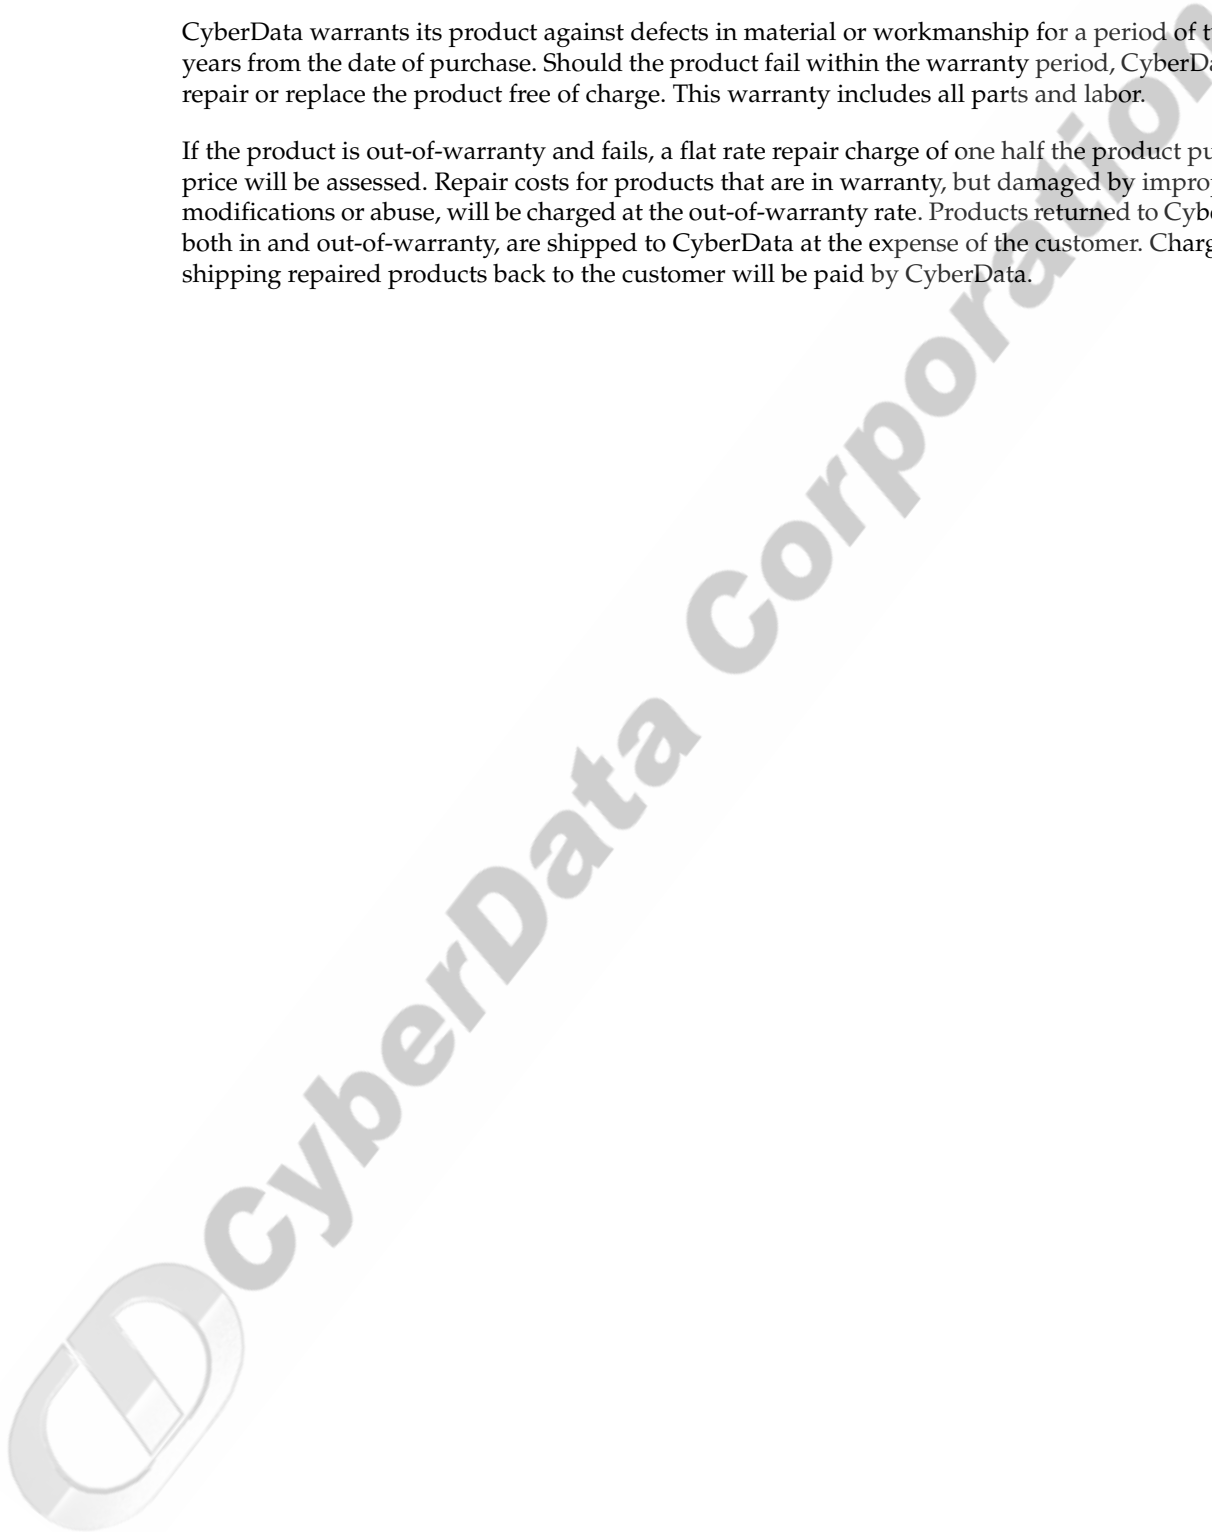 CyberData warrants its product against defects in material or workmanship for a period of
years from the date of purchase. Should the product fail within the warranty period,
repair or replace the product free of charge. This warranty includes all parts and labor.
If the product is out-of-warranty and fails, a flat rate repair charge of one half the product
price will be assessed. Repair costs for products that are in warranty, but damaged by
modifications or abuse, will be charged at the out-of-warranty rate. Products returned to
both in and out-of-warranty, are shipped to CyberData at the expense of the customer.
shipping repaired products back to the customer will be paid by CyberData.
CyberData Corporation